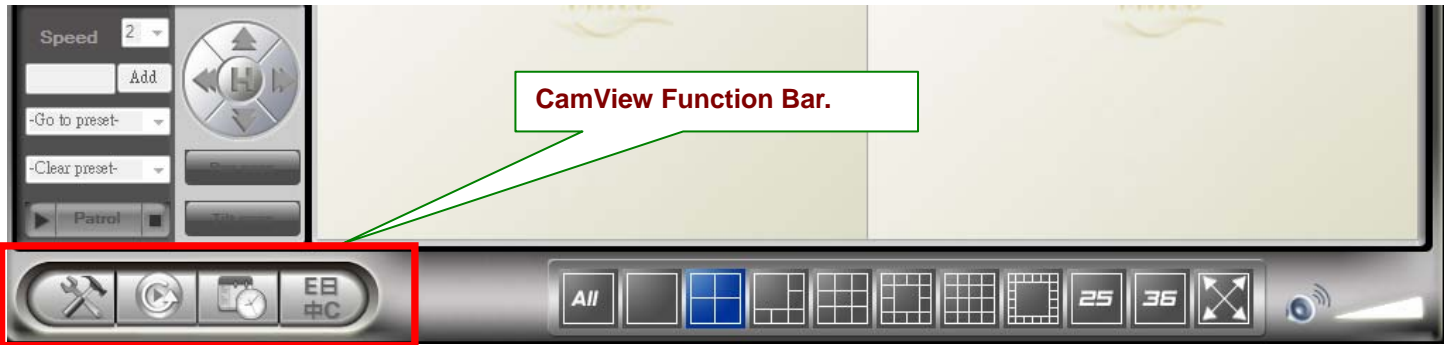 Speed 2
Add
-Go to preset-
-Clear preset-
Patrol
H
CamView Function Bar.
E日
中C
All
25
36